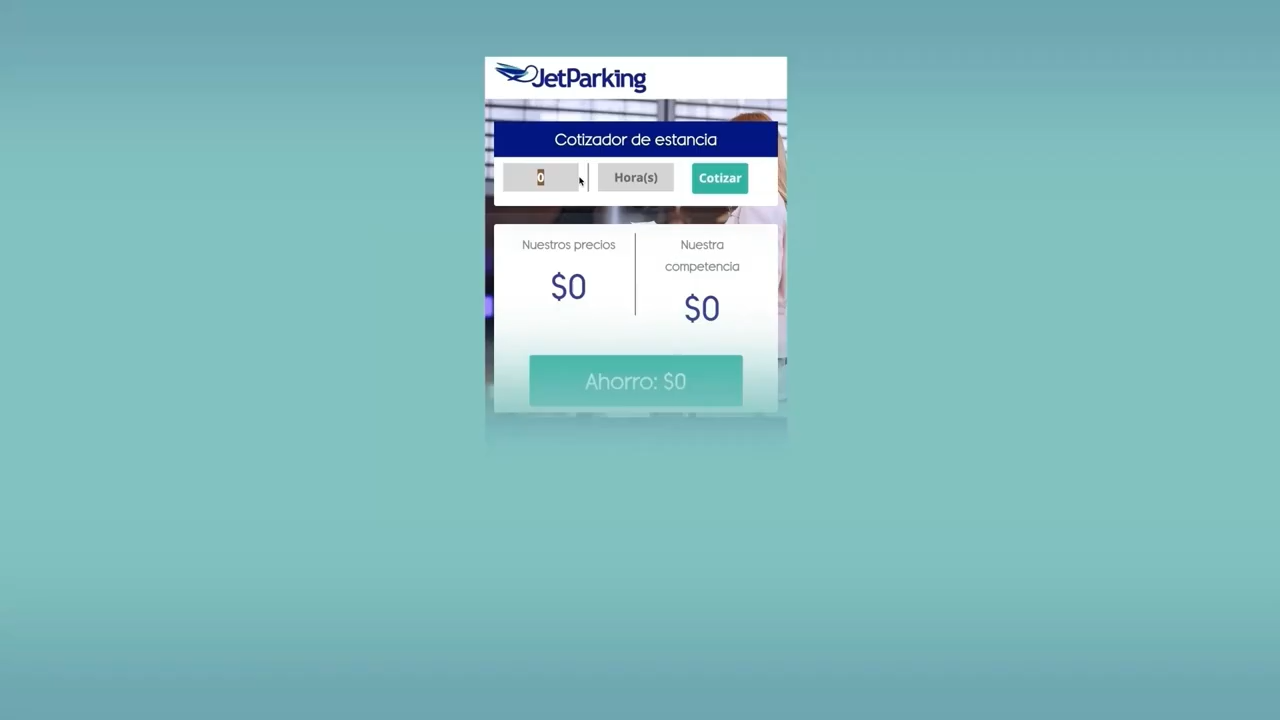 JetParking
Cotizador de estancia
0
Hora(s)
Cotizar
Nuestros precios
$0
Nuestra
competencia
$0
Ahorro: $0